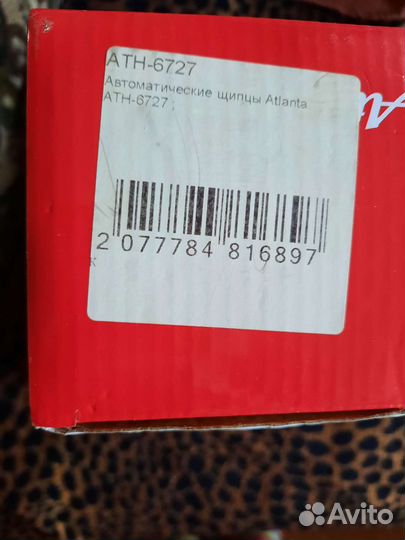 ATH-6727
Автоматические щипцы Atlanta
ATH-6727 ;
2 077784 816897
к
Avito